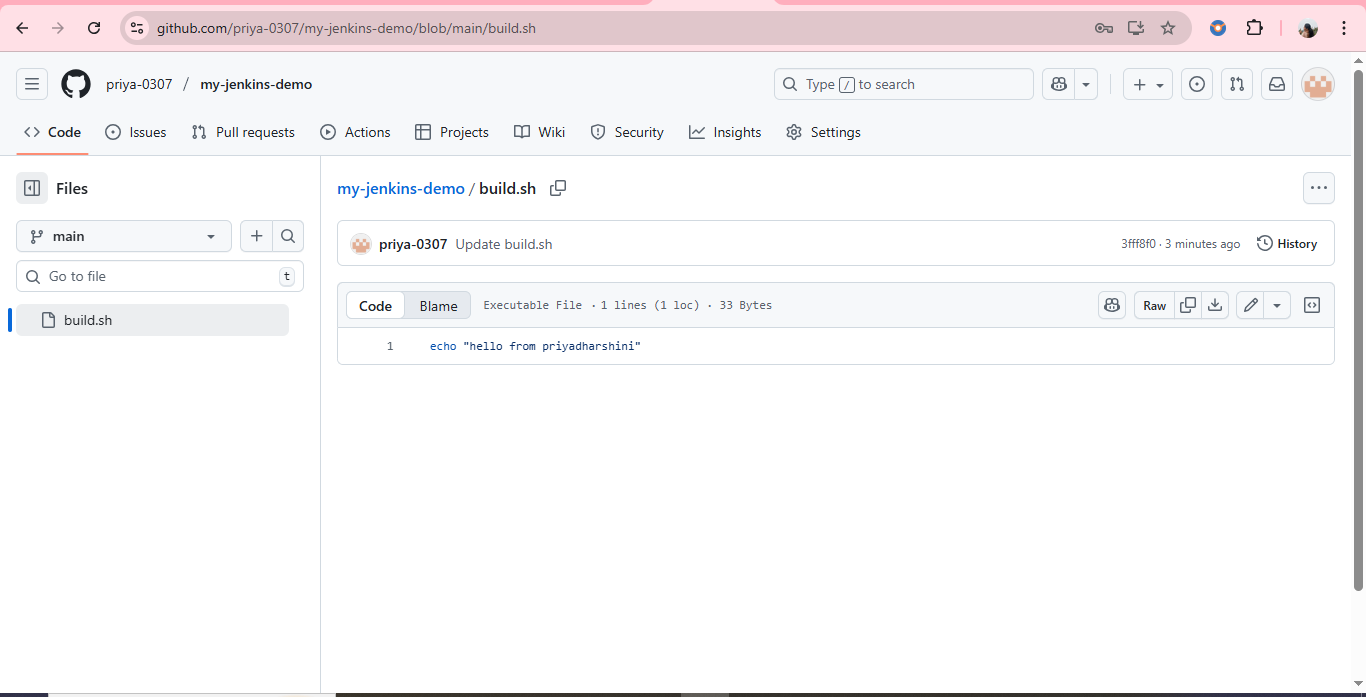 github.com/priya-0307/my-jenkins-demo/blob/main/build.sh
priya-0307 / my-jenkins-demo
Type / to search
Code Issues Pull requests Actions Projects Wiki Security Insights Settings
Files
my-jenkins-demo / build.sh
main
priya-0307 Update build.sh
3fff8f0 · 3 minutes ago
History
Go to file
t
Code Blame Executable File · 1 lines (1 loc) · 33 Bytes
Raw
build.sh
1 echo "hello from priyadharshini"